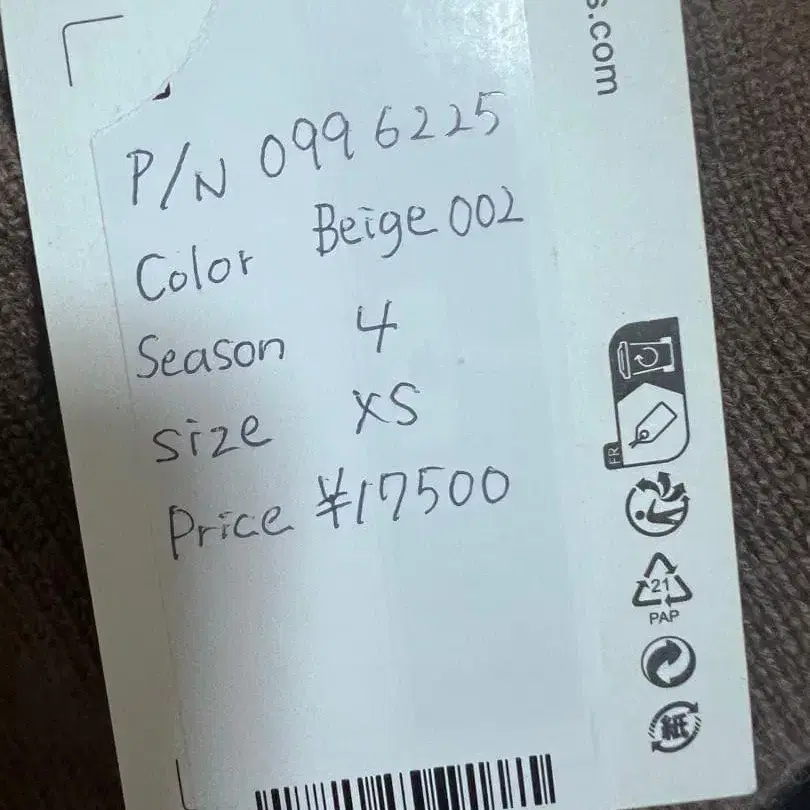 s.com
P/N 0996225
Color Beige 002
Season 4
size XS
Price ¥17500
FR
21
PAP
紙